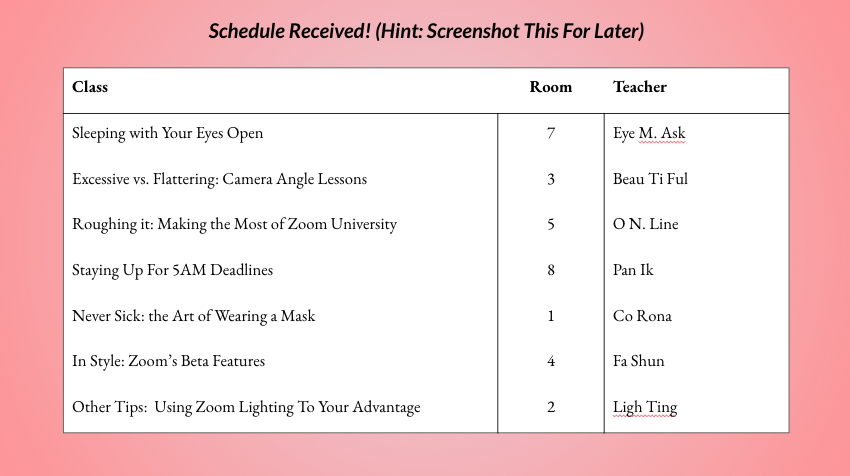 Schedule Received! (Hint: Screenshot This For Later)
Class Room Teacher
Sleeping with Your Eyes Open 7 Eye M. Ask
Excessive vs. Flattering: Camera Angle Lessons 3 Beau Ti Ful
Roughing it: Making the Most of Zoom University 5 O N. Line
Staying Up For 5AM Deadlines 8 Pan Ik
Never Sick: the Art of Wearing a Mask 1 Co Rona
In Style: Zoom’s Beta Features 4 Fa Shun
Other Tips:  Using Zoom Lighting To Your Advantage 2 Ligh Ting